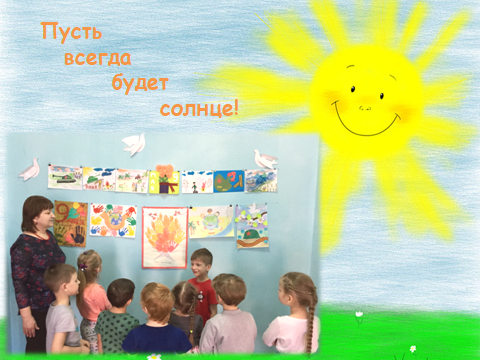 Пусть
всегда
будет
солнце!